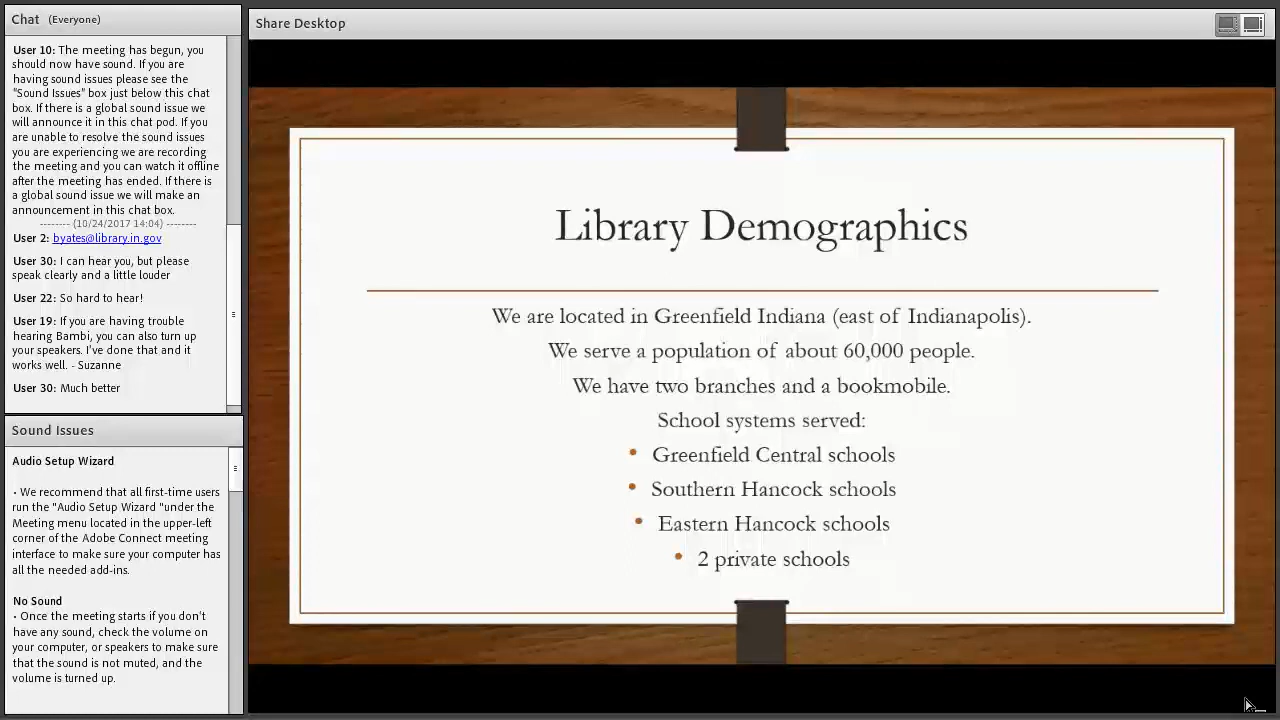 Chat (Everyone)
User 10: The meeting has begun, you
should now have sound. If you are
having sound issues please see the
"Sound Issues" box just below this chat
box. If there is a global sound issue we
will announce it in this chat pod. If you
are unable to resolve the sound issues
you are experiencing we are recording
the meeting and you can watch it offline
after the meeting has ended. If there is
a global sound issue we will make an
announcement in this chat box.
-------- (10/24/2017 14:04) --------
User 2: byates@library.in.gov
User 30: I can hear you, but please
speak clearly and a little louder
User 22: So hard to hear!
User 19: If you are having trouble
hearing Bambi, you can also turn up
your speakers. I've done that and it
works well. - Suzanne
User 30: Much better
Sound Issues
Audio Setup Wizard
• We recommend that all first-time users
run the "Audio Setup Wizard "under the
Meeting menu located in the upper-left
corner of the Adobe Connect meeting
interface to make sure your computer has
all the needed add-ins.
No Sound
• Once the meeting starts if you don't
have any sound, check the volume on
your computer, or speakers to make sure
that the sound is not muted, and the
volume is turned up.
Share Desktop
Library Demographics
We are located in Greenfield Indiana (east of Indianapolis).
We serve a population of about 60,000 people.
We have two branches and a bookmobile.
School systems served:
• Greenfield Central schools
• Southern Hancock schools
• Eastern Hancock schools
• 2 private schools